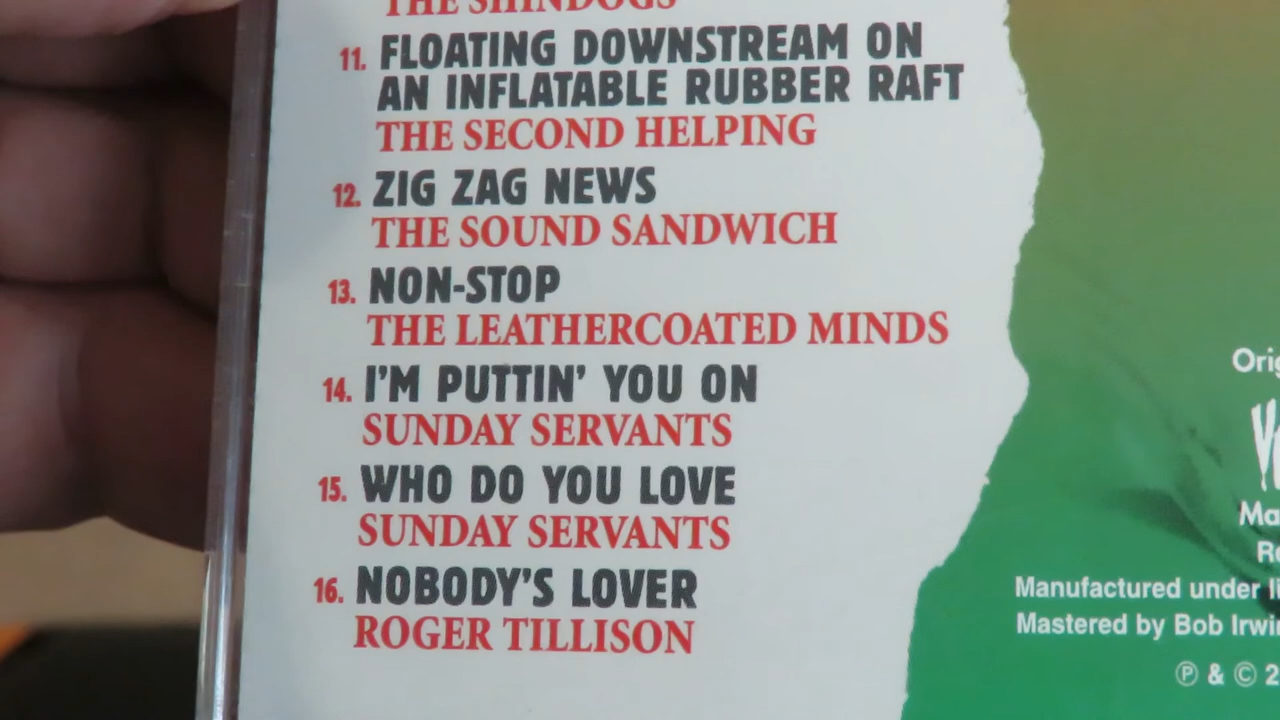 THE SHINDOGS
11. FLOATING DOWNSTREAM ON
AN INFLATABLE RUBBER RAFT
THE SECOND HELPING
12. ZIG ZAG NEWS
THE SOUND SANDWICH
13. NON-STOP
THE LEATHERCOATED MINDS
14. I'M PUTTIN' YOU ON
SUNDAY SERVANTS
15. WHO DO YOU LOVE
SUNDAY SERVANTS
16. NOBODY'S LOVER
ROGER TILLISON
Manufactured under
Mastered by Bob
℗ & ©